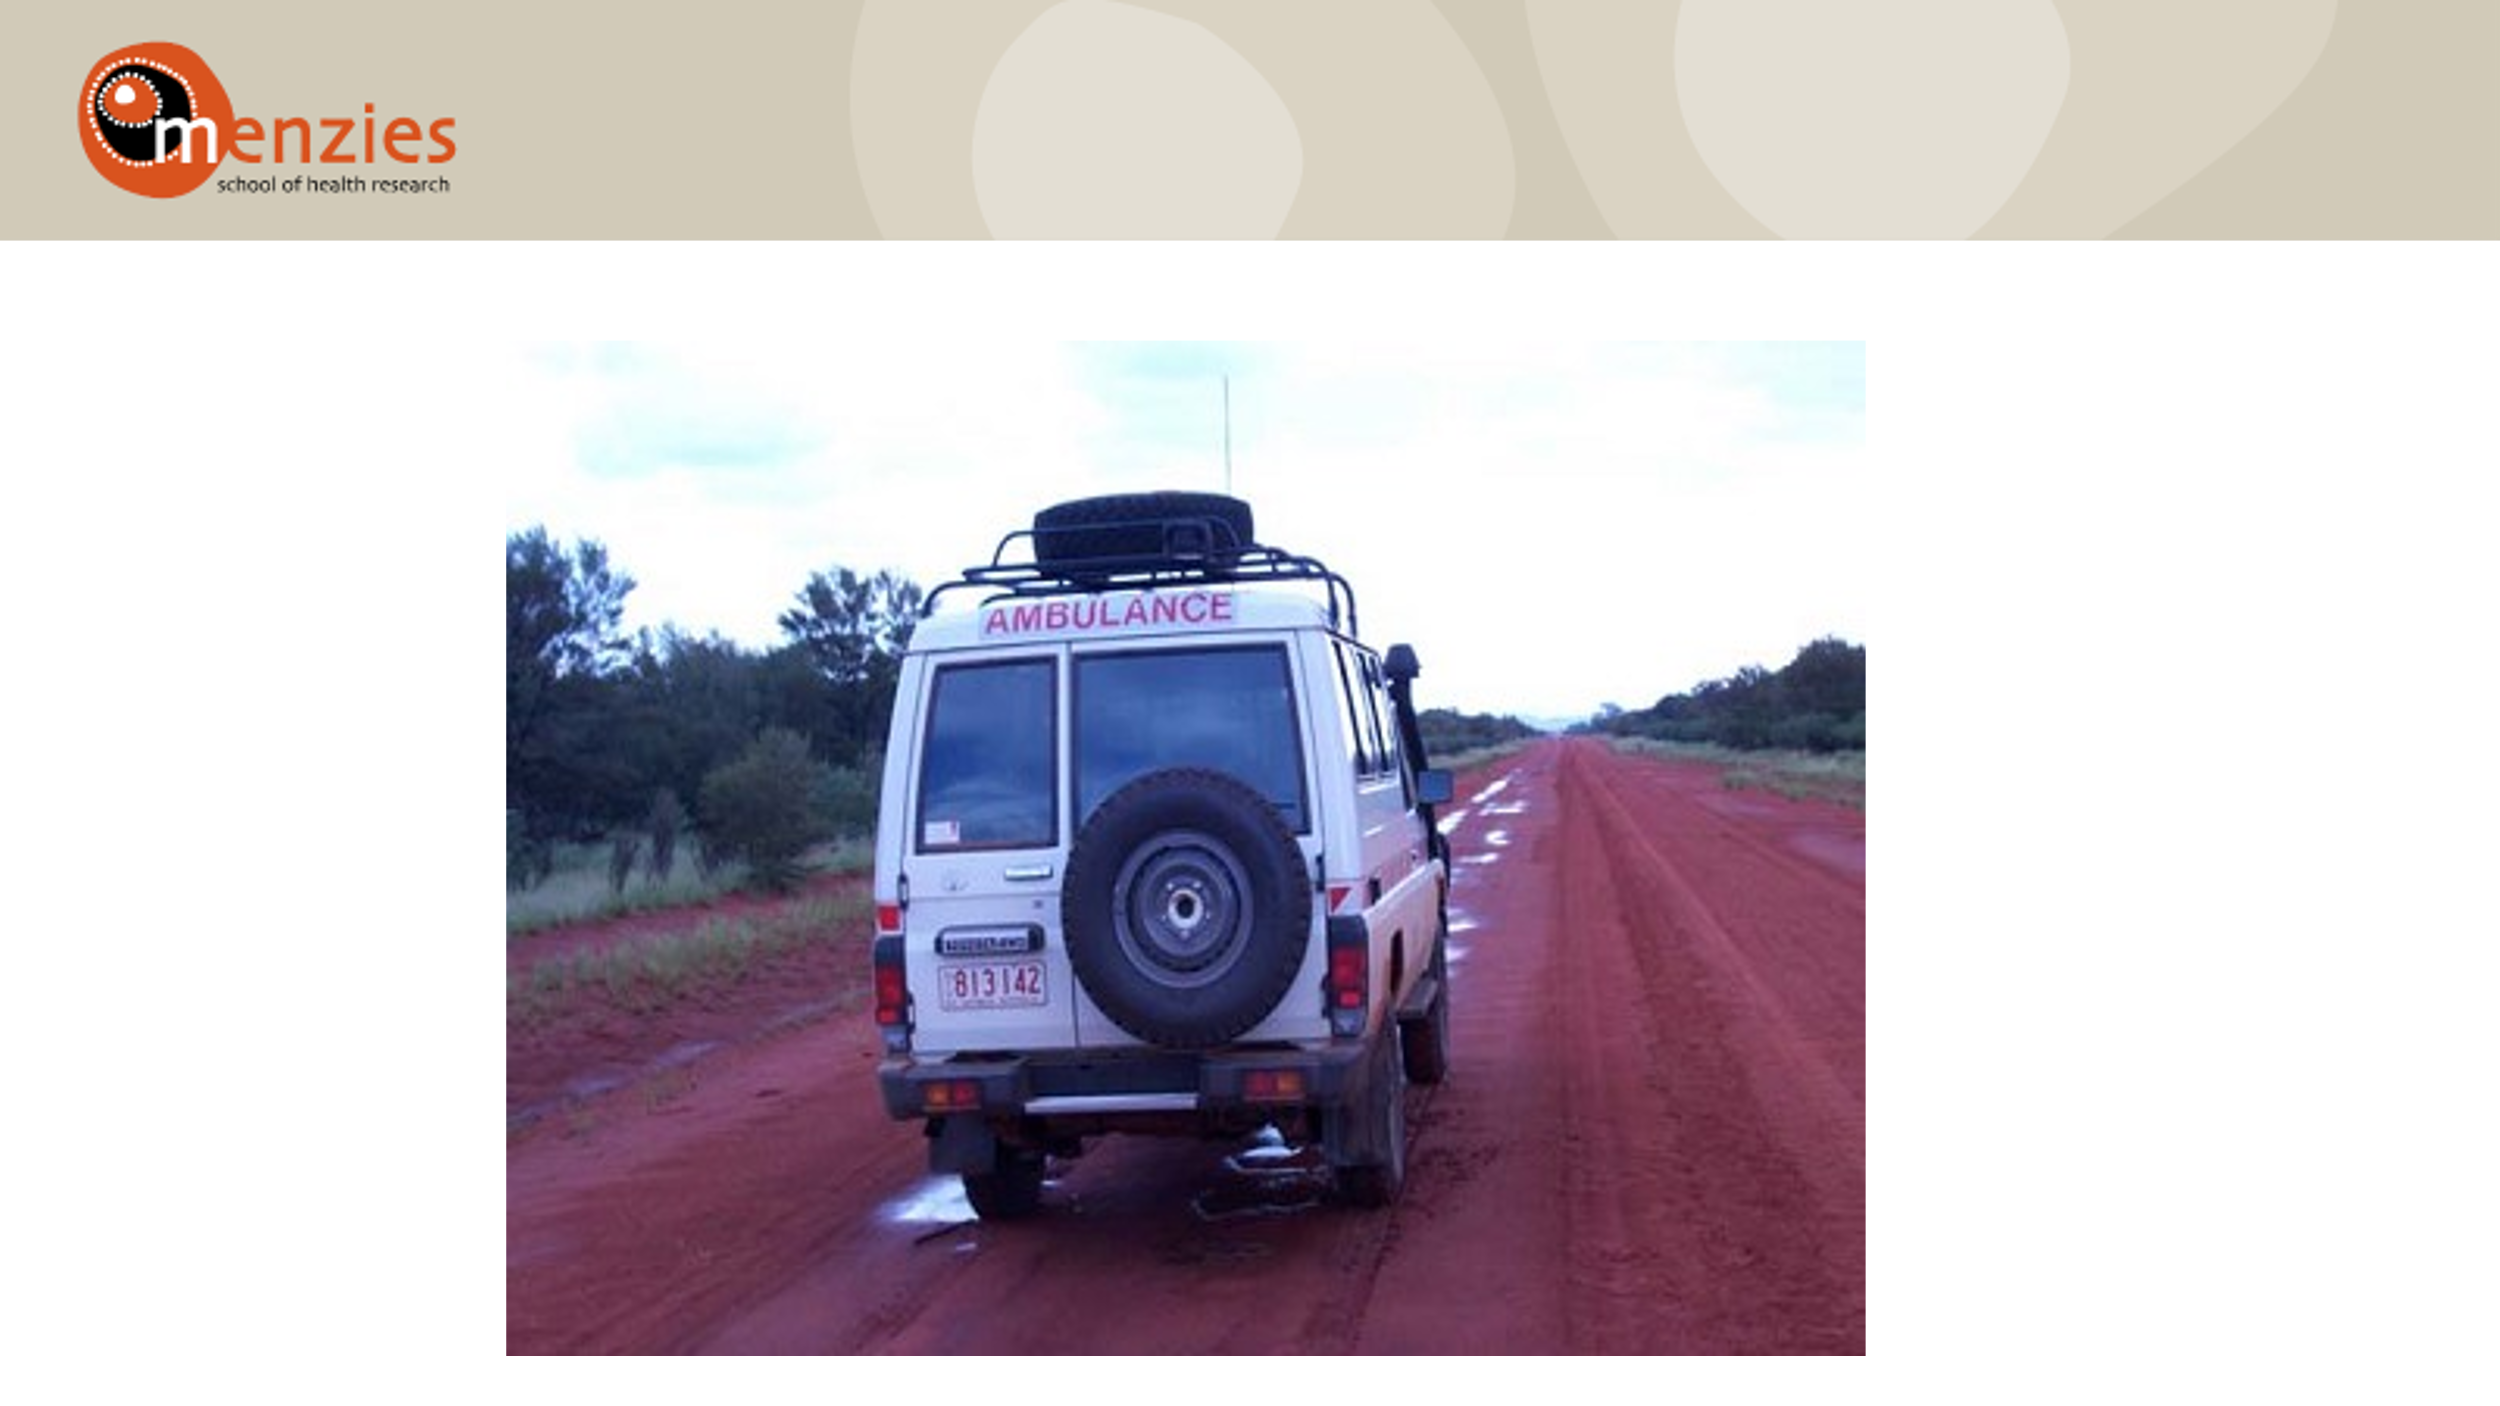 menzies
school of health research
AMBULANCE
813142